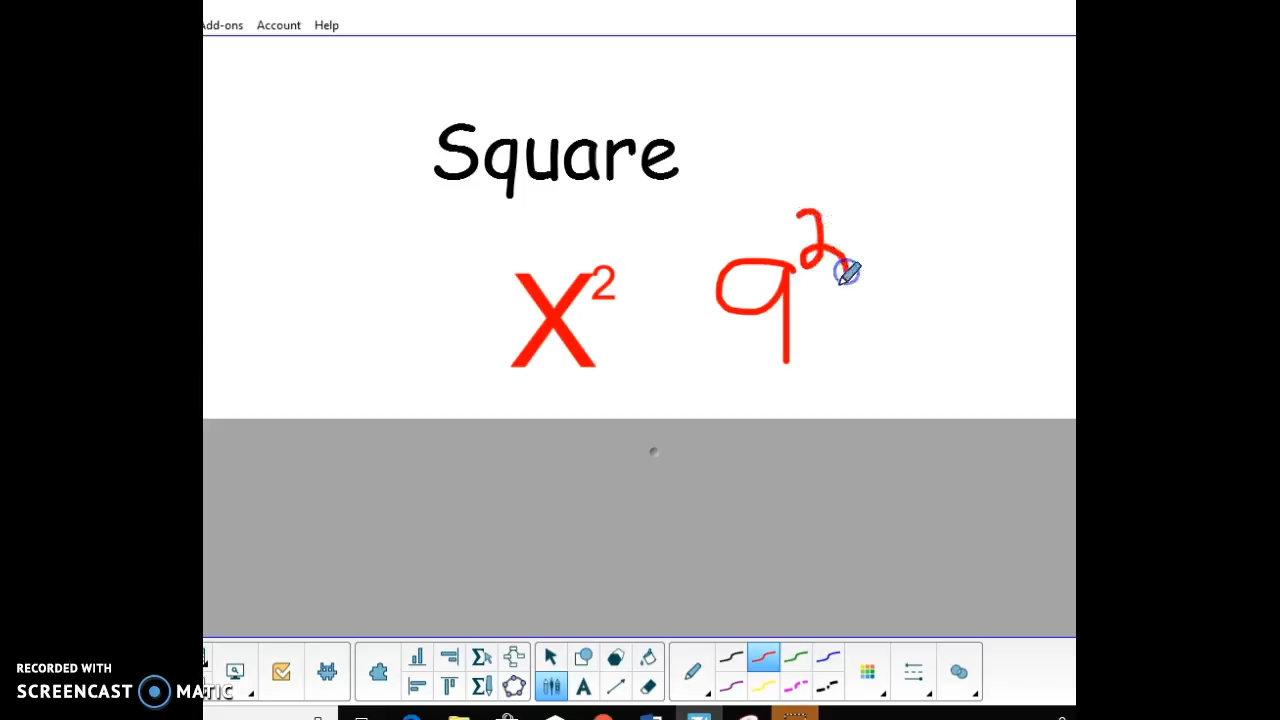 Add-ons Account Help
Square
x² 9²
RECORDED WITH
SCREENCAST MATIC